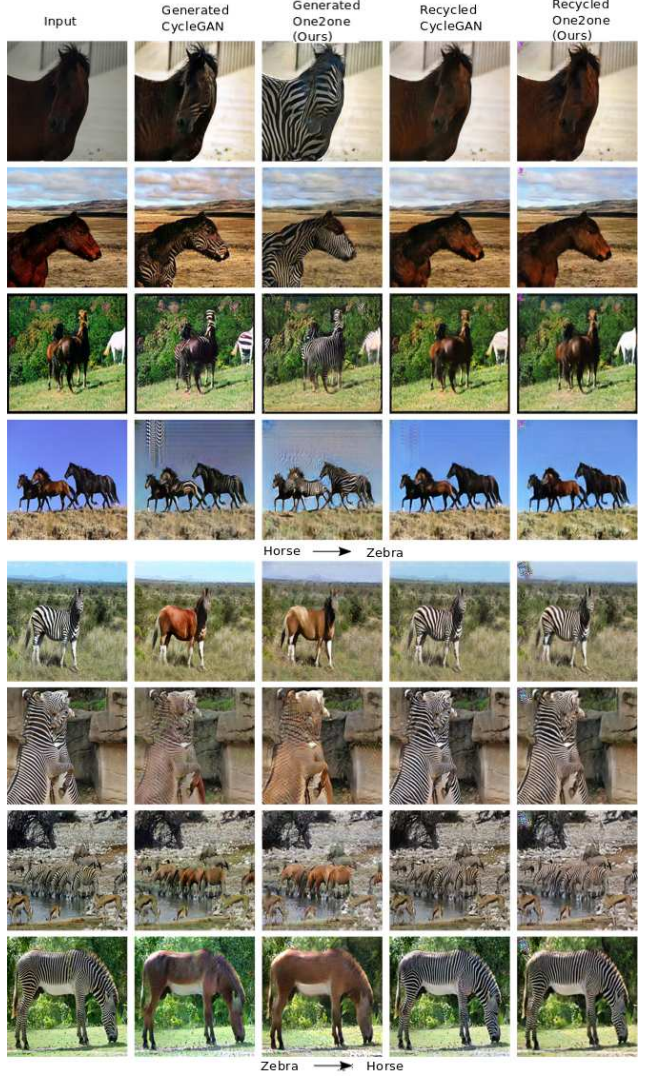 Input
Generated
CycleGAN
Generated
One2one
(Ours)
Recycled
CycleGAN
Recycled
One2one
(Ours)
Horse → Zebra
Zebra → Horse